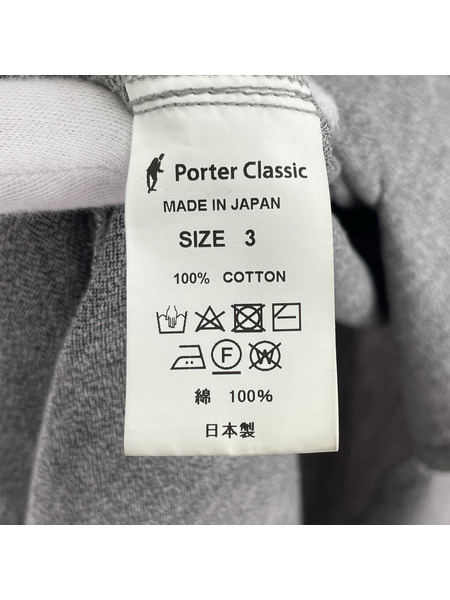 Porter Classic
MADE IN JAPAN
SIZE 3
100% COTTON
F W
綿 100%
日本製